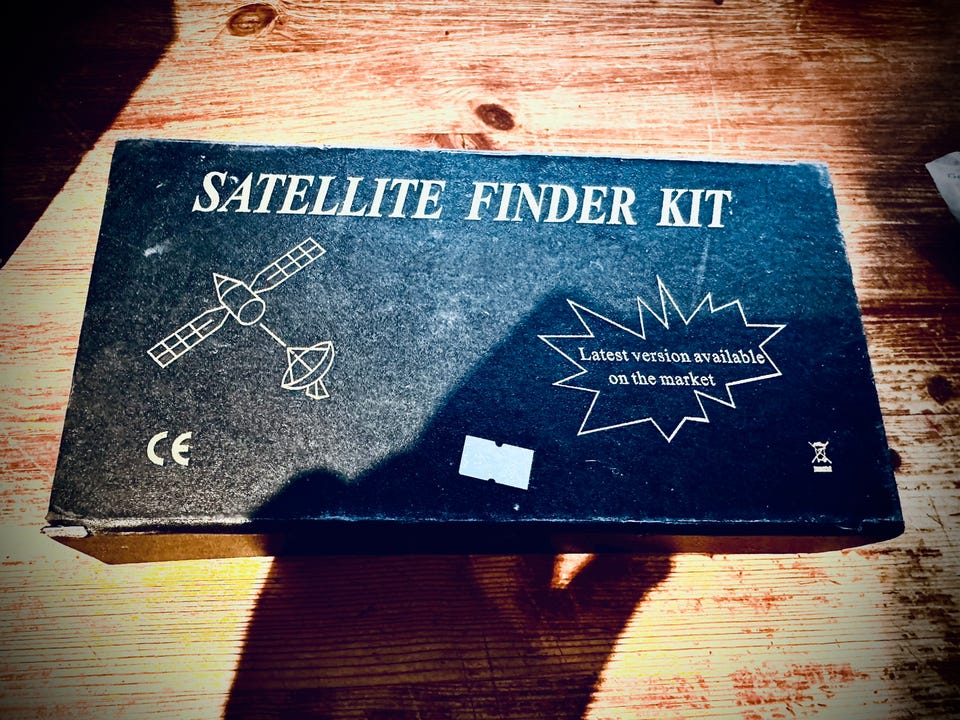 SATELLITE FINDER KIT
Latest version available
on the market
CE